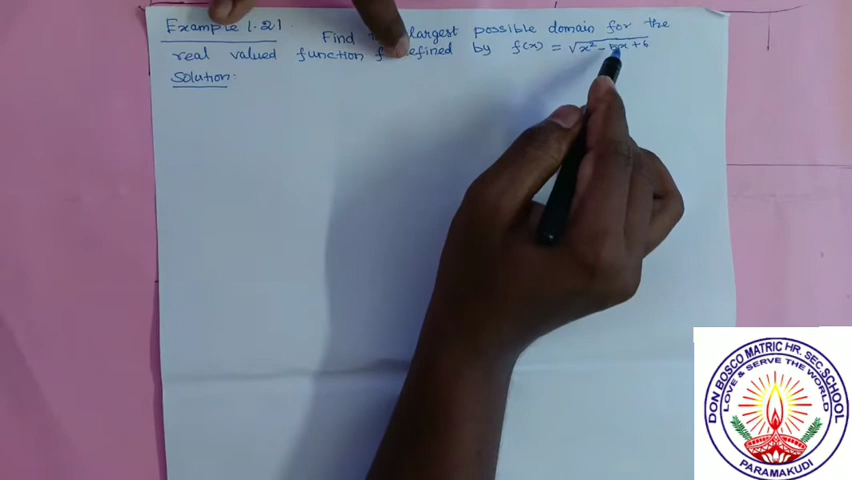 Example 1.21. Find largest possible domain for the
real valued function f defined by f(x) = √x² - 5x + 6
Solution:
DON BOSCO MATRIC HR. SEC. SCHOOL
LOVE & SERVE THE WORLD
PARAMAKUDI